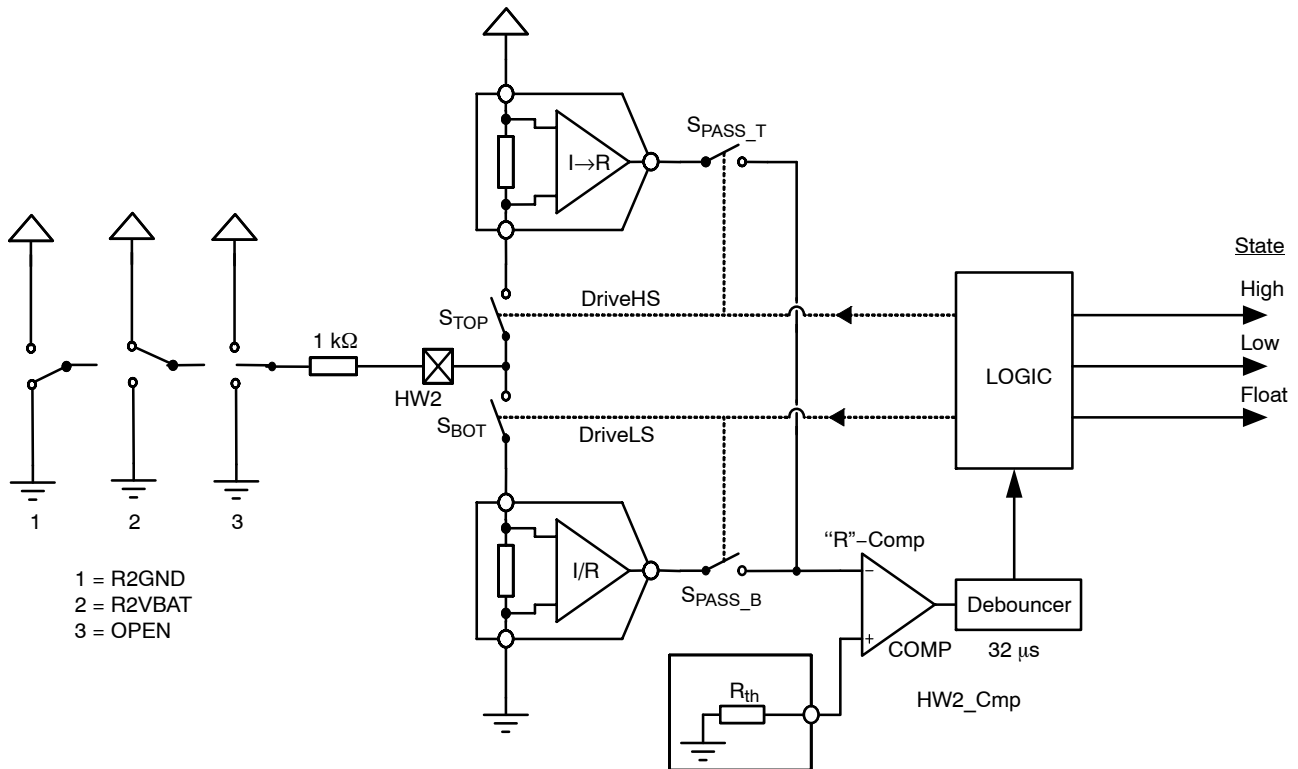 S_PASS_T
I→R
State
High
DriveHS
S_TOP
1 kΩ
Low
LOGIC
HW2
Float
S_BOT
DriveLS
1
2
3
"R"−Comp
I/R
−
1 = R2GND
2 = R2VBAT
3 = OPEN
S_PASS_B
Debouncer
+
COMP
32 μs
R_th
HW2_Cmp